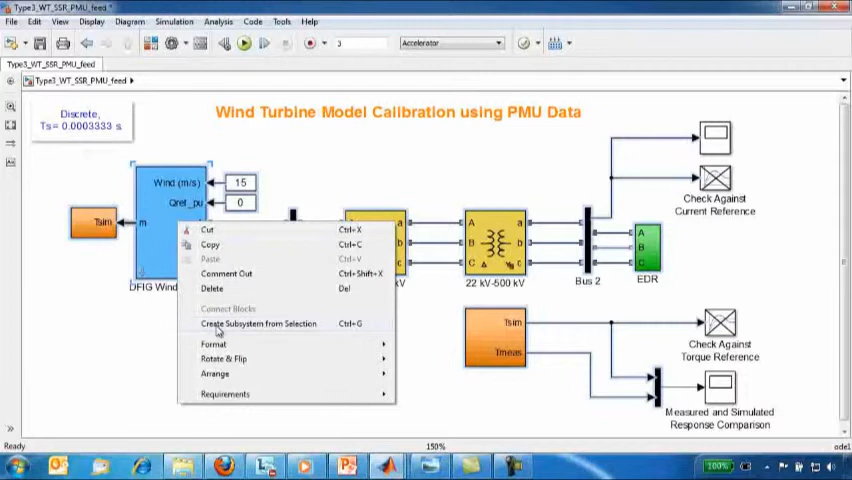 Type3_WT_SSR_PMU_feed *
File Edit View Display Diagram Simulation Analysis Code Tools Help
3
Accelerator
Type3_WT_SSR_PMU_feed
Type3_WT_SSR_PMU_feed
Discrete,
Ts= 0.0003333 s
Wind Turbine Model Calibration using PMU Data
Wind (m/s)
15
Qref_pu
0
Tsim
m
DFIG Wind
Cut Ctrl+X
Copy Ctrl+C
Paste Ctrl+V
Comment Out Ctrl+Shift+X
Delete Del
Connect Blocks
Create Subsystem from Selection Ctrl+G
Format
Rotate & Flip
Arrange
Requirements
a
b
c
kV
A
B
C
a
b
c
22 kV-500 kV
Bus 2
A
B
C
EDR
Check Against
Current Reference
Tsim
Tmeas
Check Against
Torque Reference
Measured and Simulated
Response Comparison
Ready
150%
ode1
100%